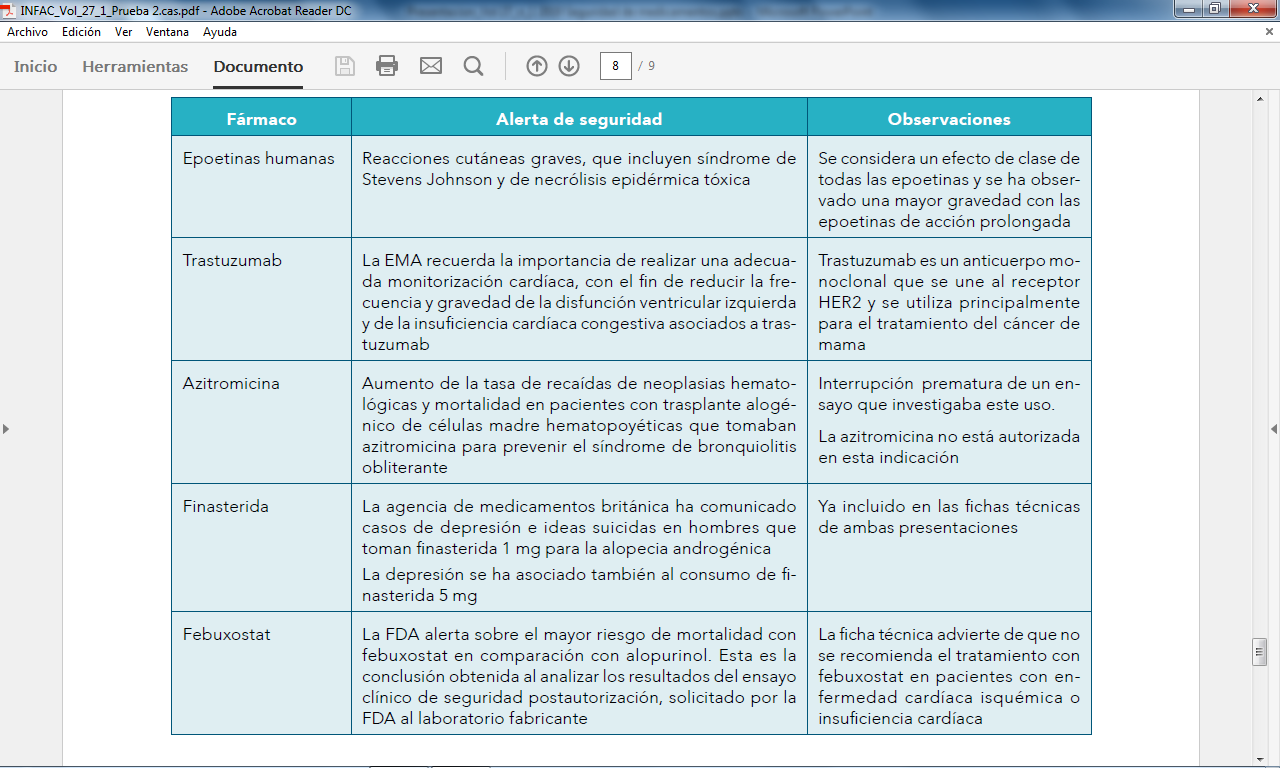 INFAC_Vol_27_1_Prueba 2.cas.pdf - Adobe Acrobat Reader DC
Archivo Edición Ver Ventana Ayuda
Inicio Herramientas Documento 8 / 9
Fármaco Alerta de seguridad Observaciones
Epoetinas humanas
Reacciones cutáneas graves, que incluyen síndrome de
Stevens Johnson y de necrólisis epidérmica tóxica
Se considera un efecto de clase de
todas las epoetinas y se ha obser-
vado una mayor gravedad con las
epoetinas de acción prolongada
Trastuzumab
La EMA recuerda la importancia de realizar una adecua-
da monitorización cardíaca, con el fin de reducir la fre-
cuencia y gravedad de la disfunción ventricular izquierda
y de la insuficiencia cardíaca congestiva asociados a tras-
tuzumab
Trastuzumab es un anticuerpo mo-
noclonal que se une al receptor
HER2 y se utiliza principalmente
para el tratamiento del cáncer de
mama
Azitromicina
Aumento de la tasa de recaídas de neoplasias hemato-
lógicas y mortalidad en pacientes con trasplante alogé-
nico de células madre hematopoyéticas que tomaban
azitromicina para prevenir el síndrome de bronquiolitis
obliterante
Interrupción prematura de un en-
sayo que investigaba este uso.
La azitromicina no está autorizada
en esta indicación
Finasterida
La agencia de medicamentos británica ha comunicado
casos de depresión e ideas suicidas en hombres que
toman finasterida 1 mg para la alopecia androgénica
La depresión se ha asociado también al consumo de fi-
nasterida 5 mg
Ya incluido en las fichas técnicas
de ambas presentaciones
Febuxostat
La FDA alerta sobre el mayor riesgo de mortalidad con
febuxostat en comparación con alopurinol. Esta es la
conclusión obtenida al analizar los resultados del ensayo
clínico de seguridad postautorización, solicitado por la
FDA al laboratorio fabricante
La ficha técnica advierte de que no
se recomienda el tratamiento con
febuxostat en pacientes con en-
fermedad cardíaca isquémica o
insuficiencia cardíaca